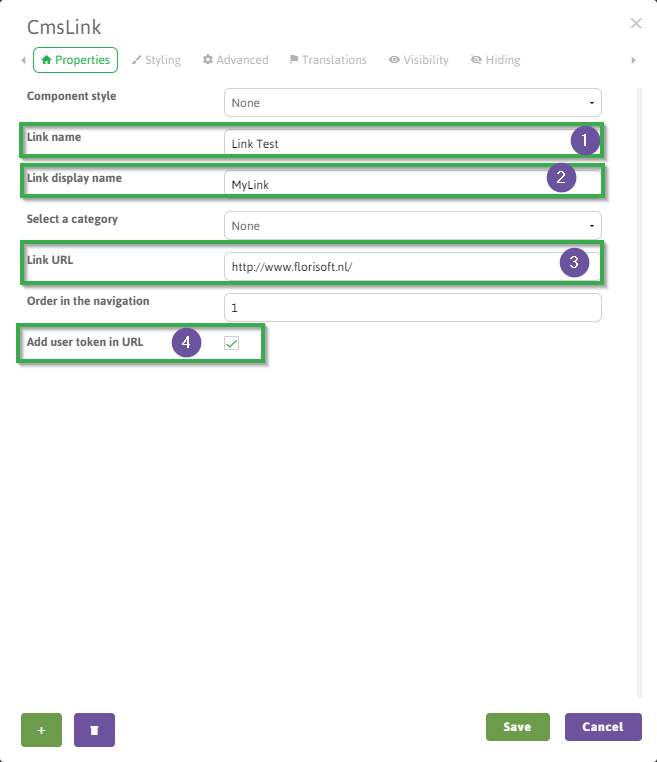 CmsLink
Properties Styling Advanced Translations Visibility Hiding
Component style None
Link name Link Test 1
Link display name MyLink 2
Select a category None
Link URL http://www.florisoft.nl/ 3
Order in the navigation 1
Add user token in URL 4
+ Save Cancel